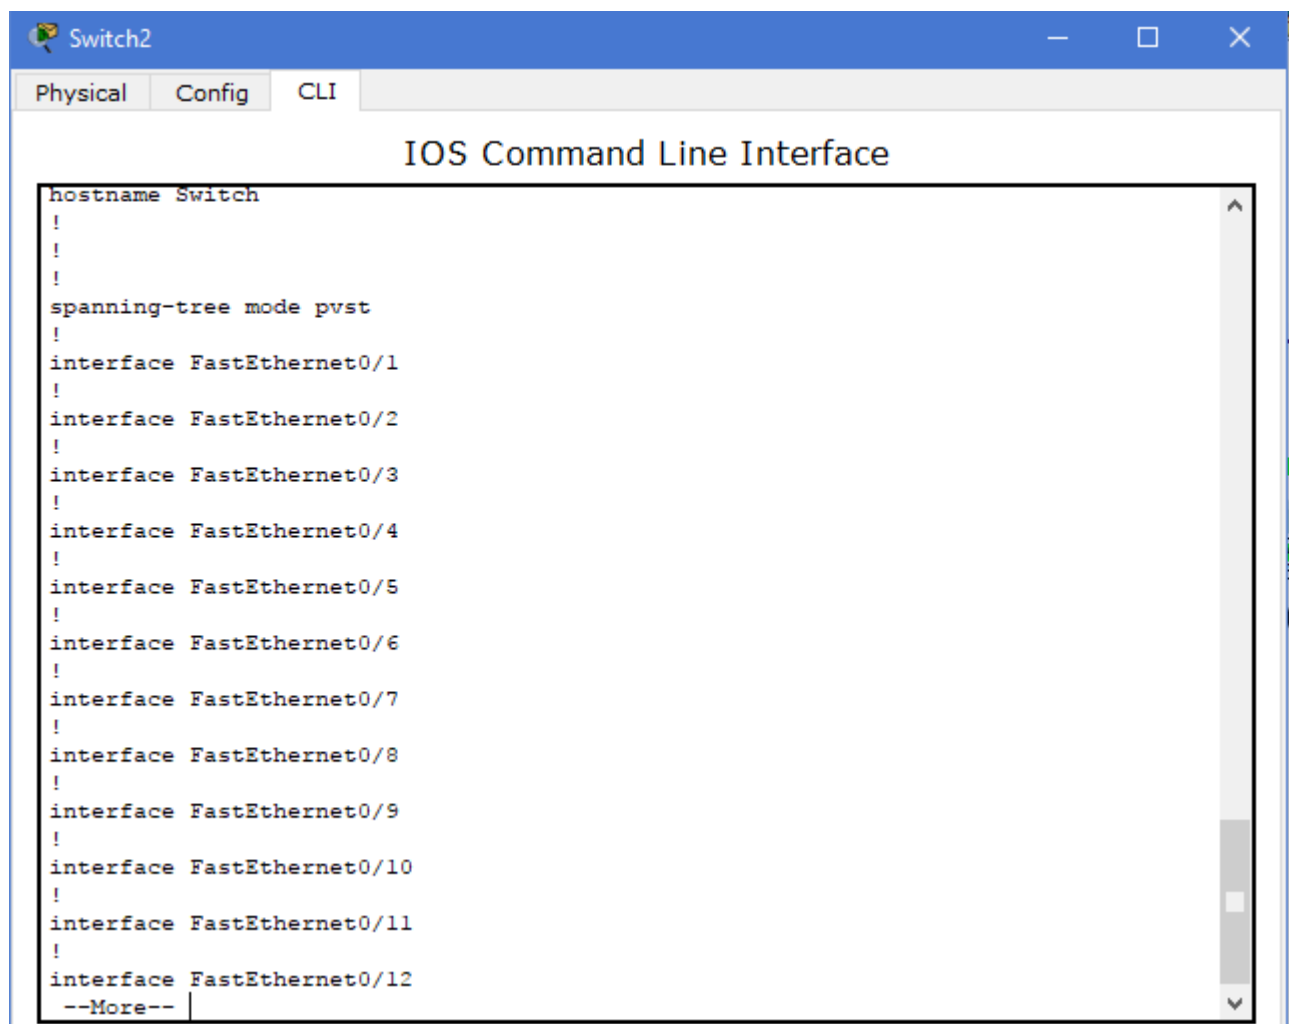 Switch2
Physical Config CLI
IOS Command Line Interface
hostname Switch
!
!
!
spanning-tree mode pvst
!
interface FastEthernet0/1
!
interface FastEthernet0/2
!
interface FastEthernet0/3
!
interface FastEthernet0/4
!
interface FastEthernet0/5
!
interface FastEthernet0/6
!
interface FastEthernet0/7
!
interface FastEthernet0/8
!
interface FastEthernet0/9
!
interface FastEthernet0/10
!
interface FastEthernet0/11
!
interface FastEthernet0/12
--More--